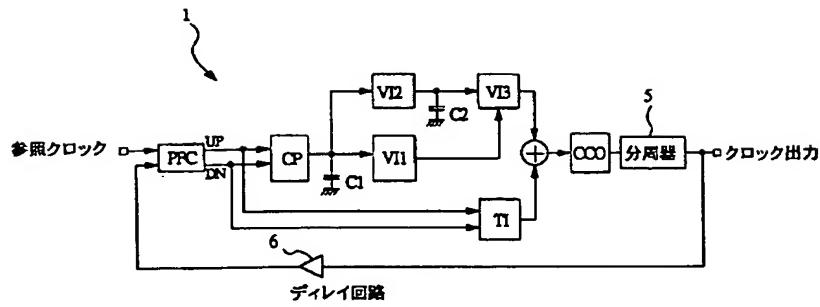 1
VI2
C2
VI3
5
参照クロック
UP
PFC
DN
CP
C1
VI1
CCO
分周器
クロック出力
TI
6
ディレイ回路